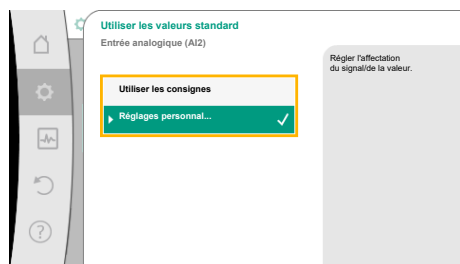 Utiliser les valeurs standard
Entrée analogique (AI2)
Régler l'affectation
du signal/de la valeur.
Utiliser les consignes
Réglages personnal...
?